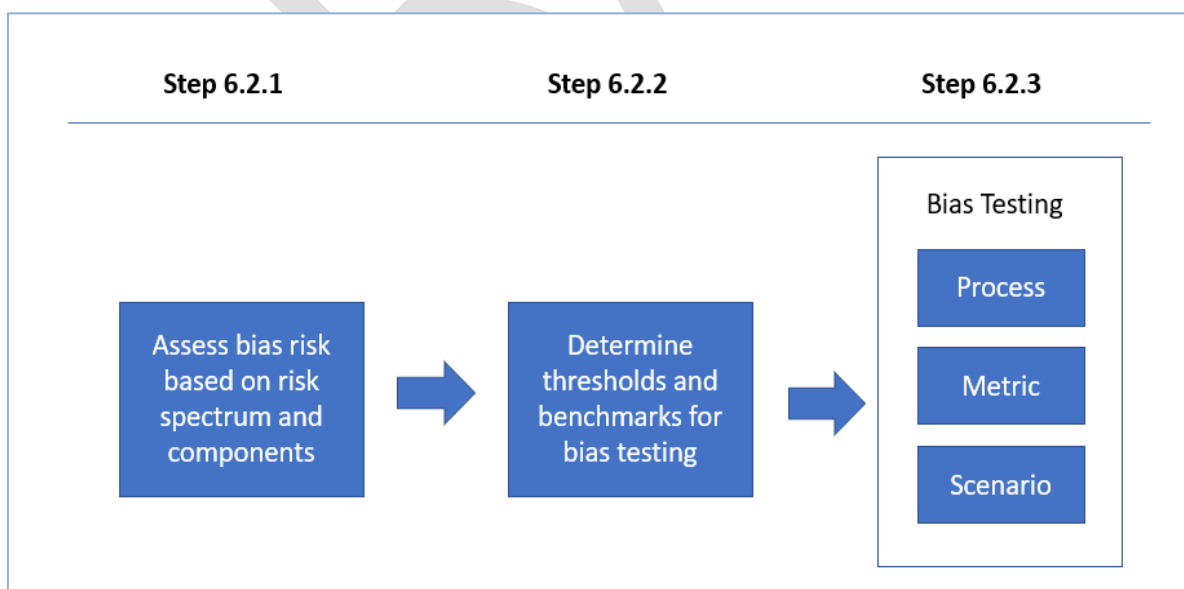 Step 6.2.1
Step 6.2.2
Step 6.2.3
Assess bias risk
based on risk
spectrum and
components
Determine
thresholds and
benchmarks for
bias testing
Bias Testing
Process
Metric
Scenario